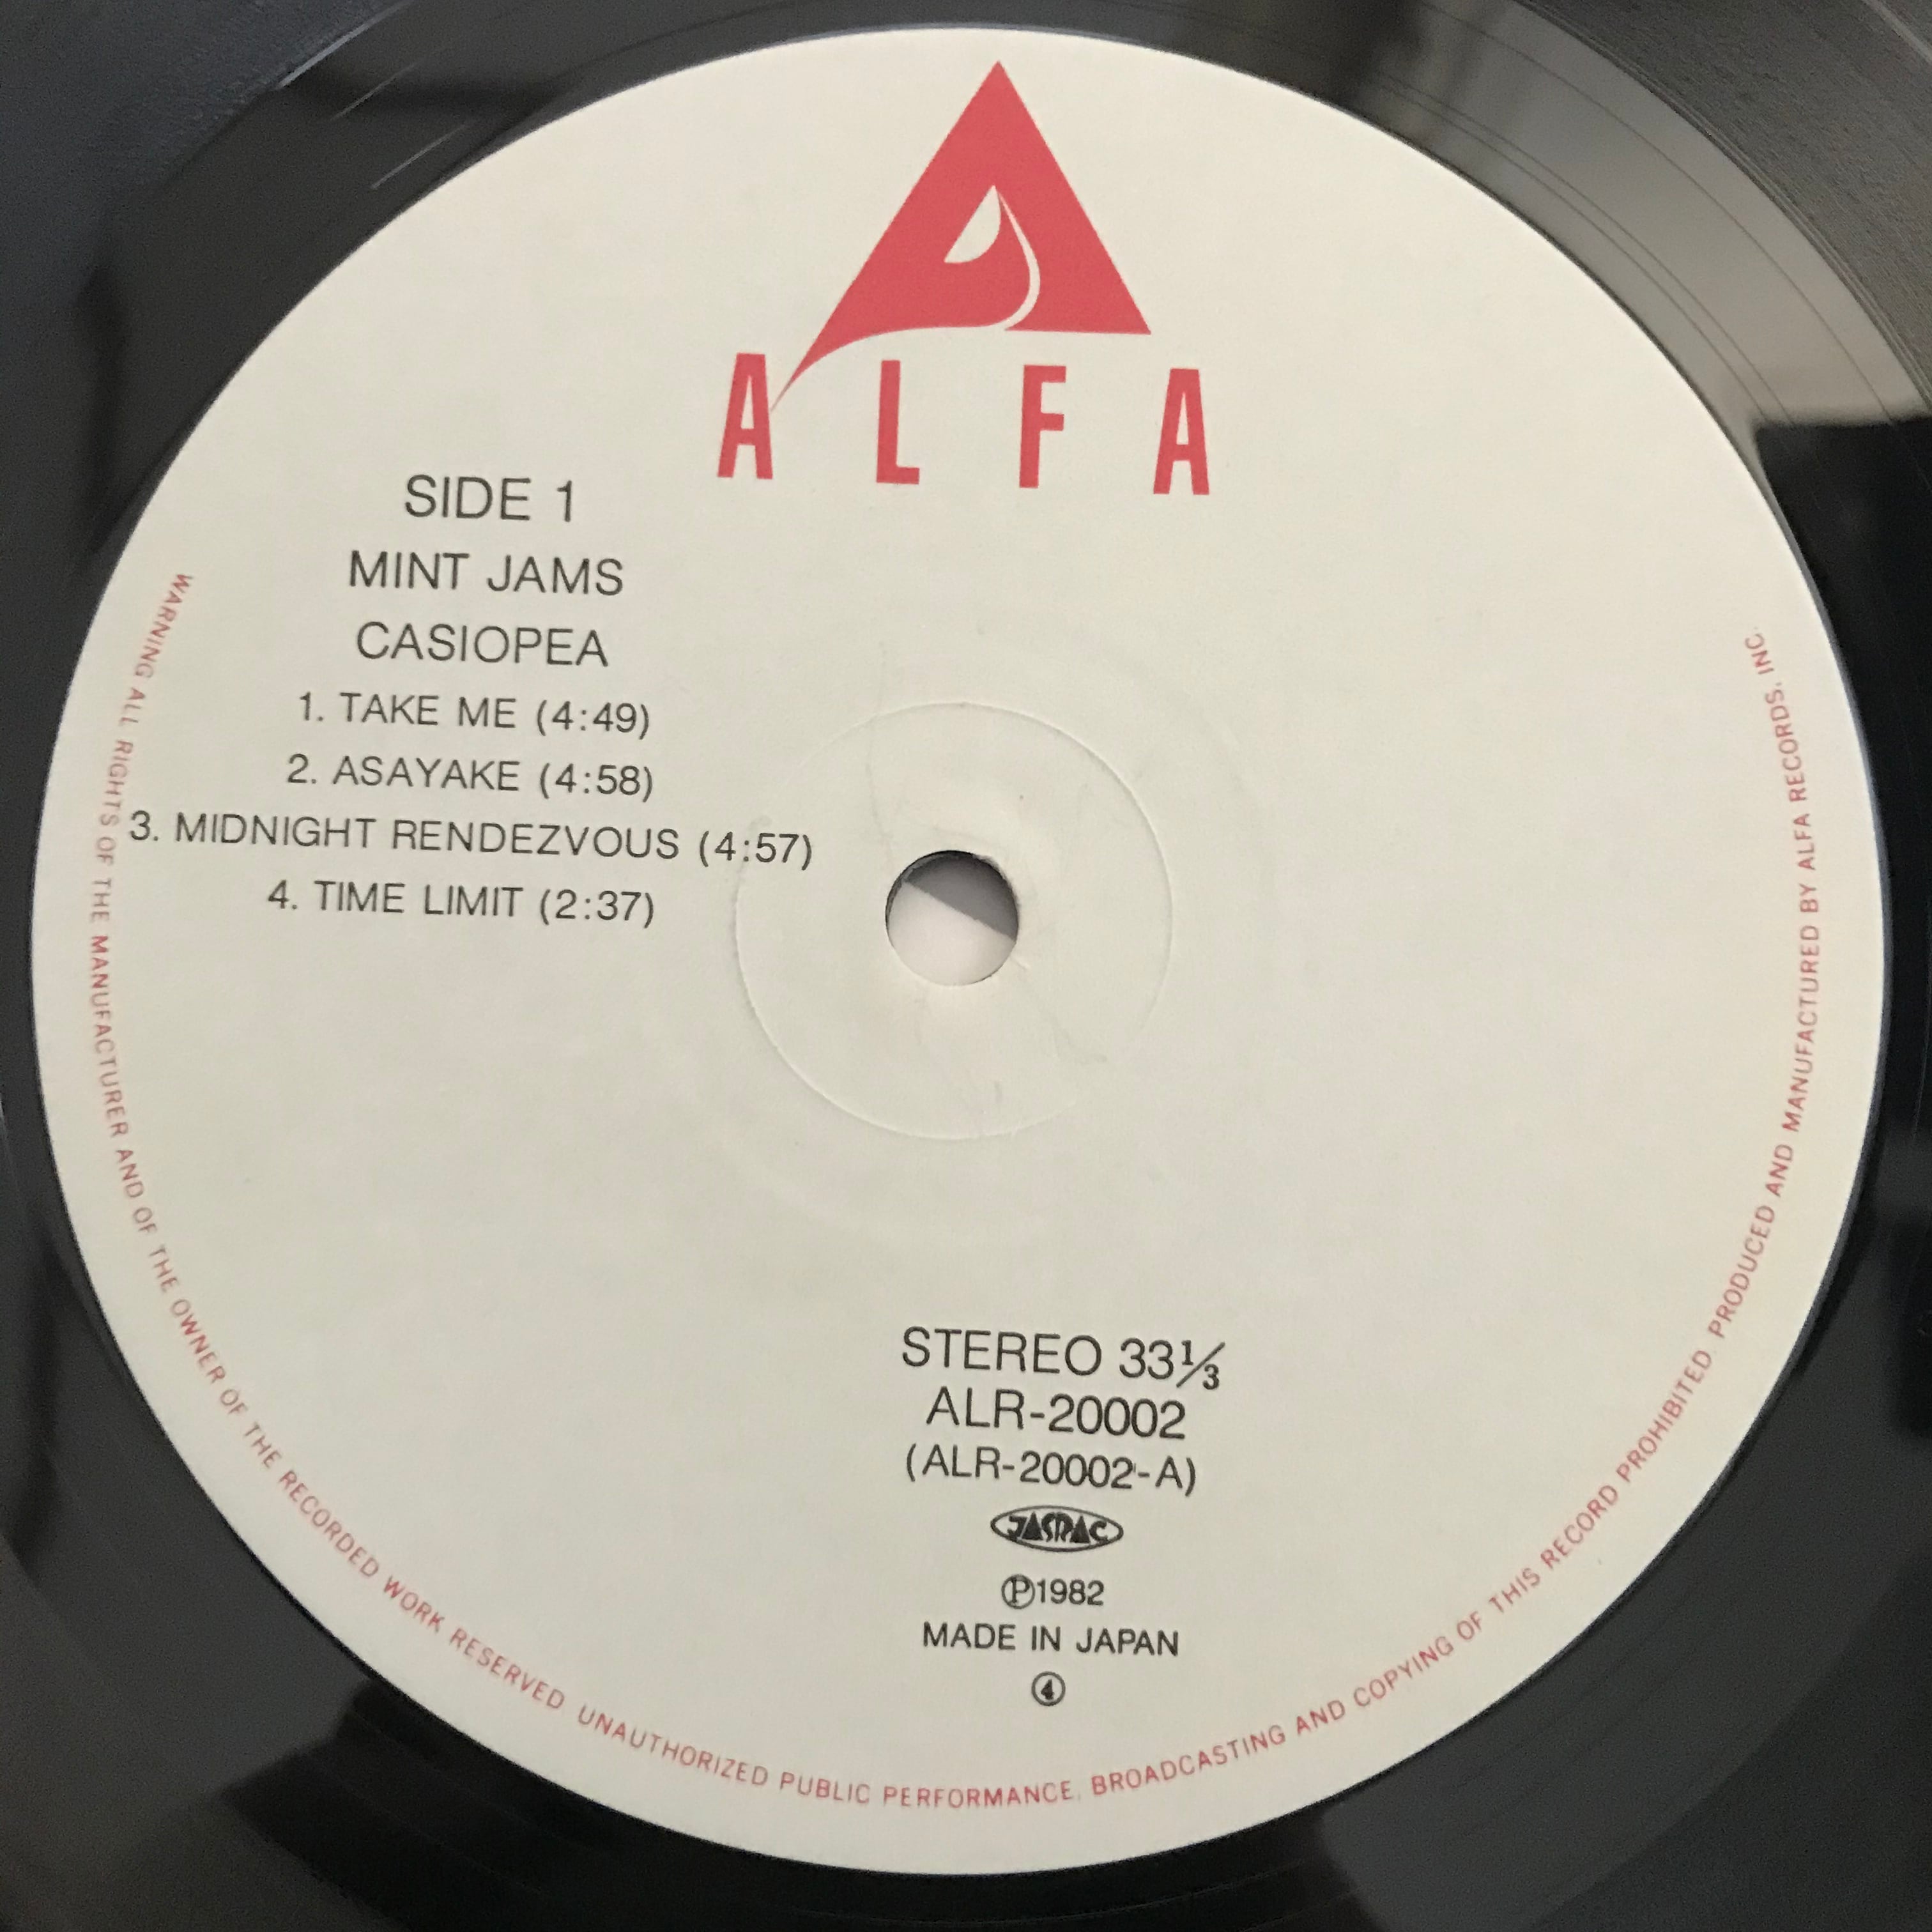 ALFA
SIDE 1
MINT JAMS
CASIOPEA
1. TAKE ME (4:49)
2. ASAYAKE (4:58)
3. MIDNIGHT RENDEZVOUS (4:57)
4. TIME LIMIT (2:37)
STEREO 33⅓
ALR-20002
(ALR-20002-A)
JASRAC
Ⓟ1982
MADE IN JAPAN
④
WARNING ALL RIGHTS OF THE MANUFACTURER AND OF THE OWNER OF THE RECORDED WORK RESERVED. UNAUTHORIZED PUBLIC PERFORMANCE, BROADCASTING AND COPYING OF THIS RECORD PROHIBITED. PRODUCED AND MANUFACTURED BY ALFA RECORDS, INC.